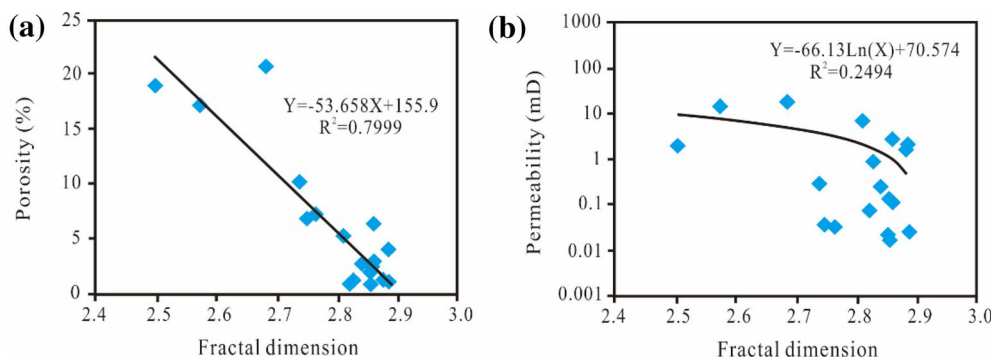 (a)
25
20
15
10
5
0
Porosity (%)
Y=-53.658X+155.9
R²=0.7999
2.4 2.5 2.6 2.7 2.8 2.9 3.0
Fractal dimension
(b)
1000
100
10
1
0.1
0.01
0.001
Permeability (mD)
Y=-66.13Ln(X)+70.574
R²=0.2494
2.4 2.5 2.6 2.7 2.8 2.9 3.0
Fractal dimension